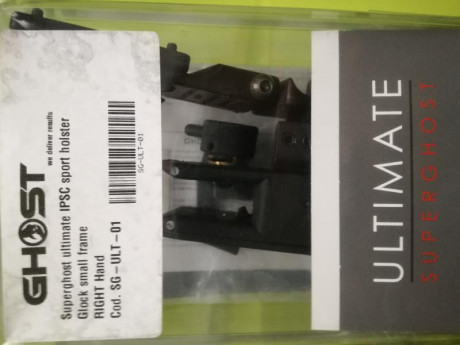 GHOST
we deliver results
Superghost ultimate IPSC sport holster
Glock small frame
RIGHT Hand
Cod. SG-ULT-01
SG-ULT-01
ULTIMATE
SUPERGHOST